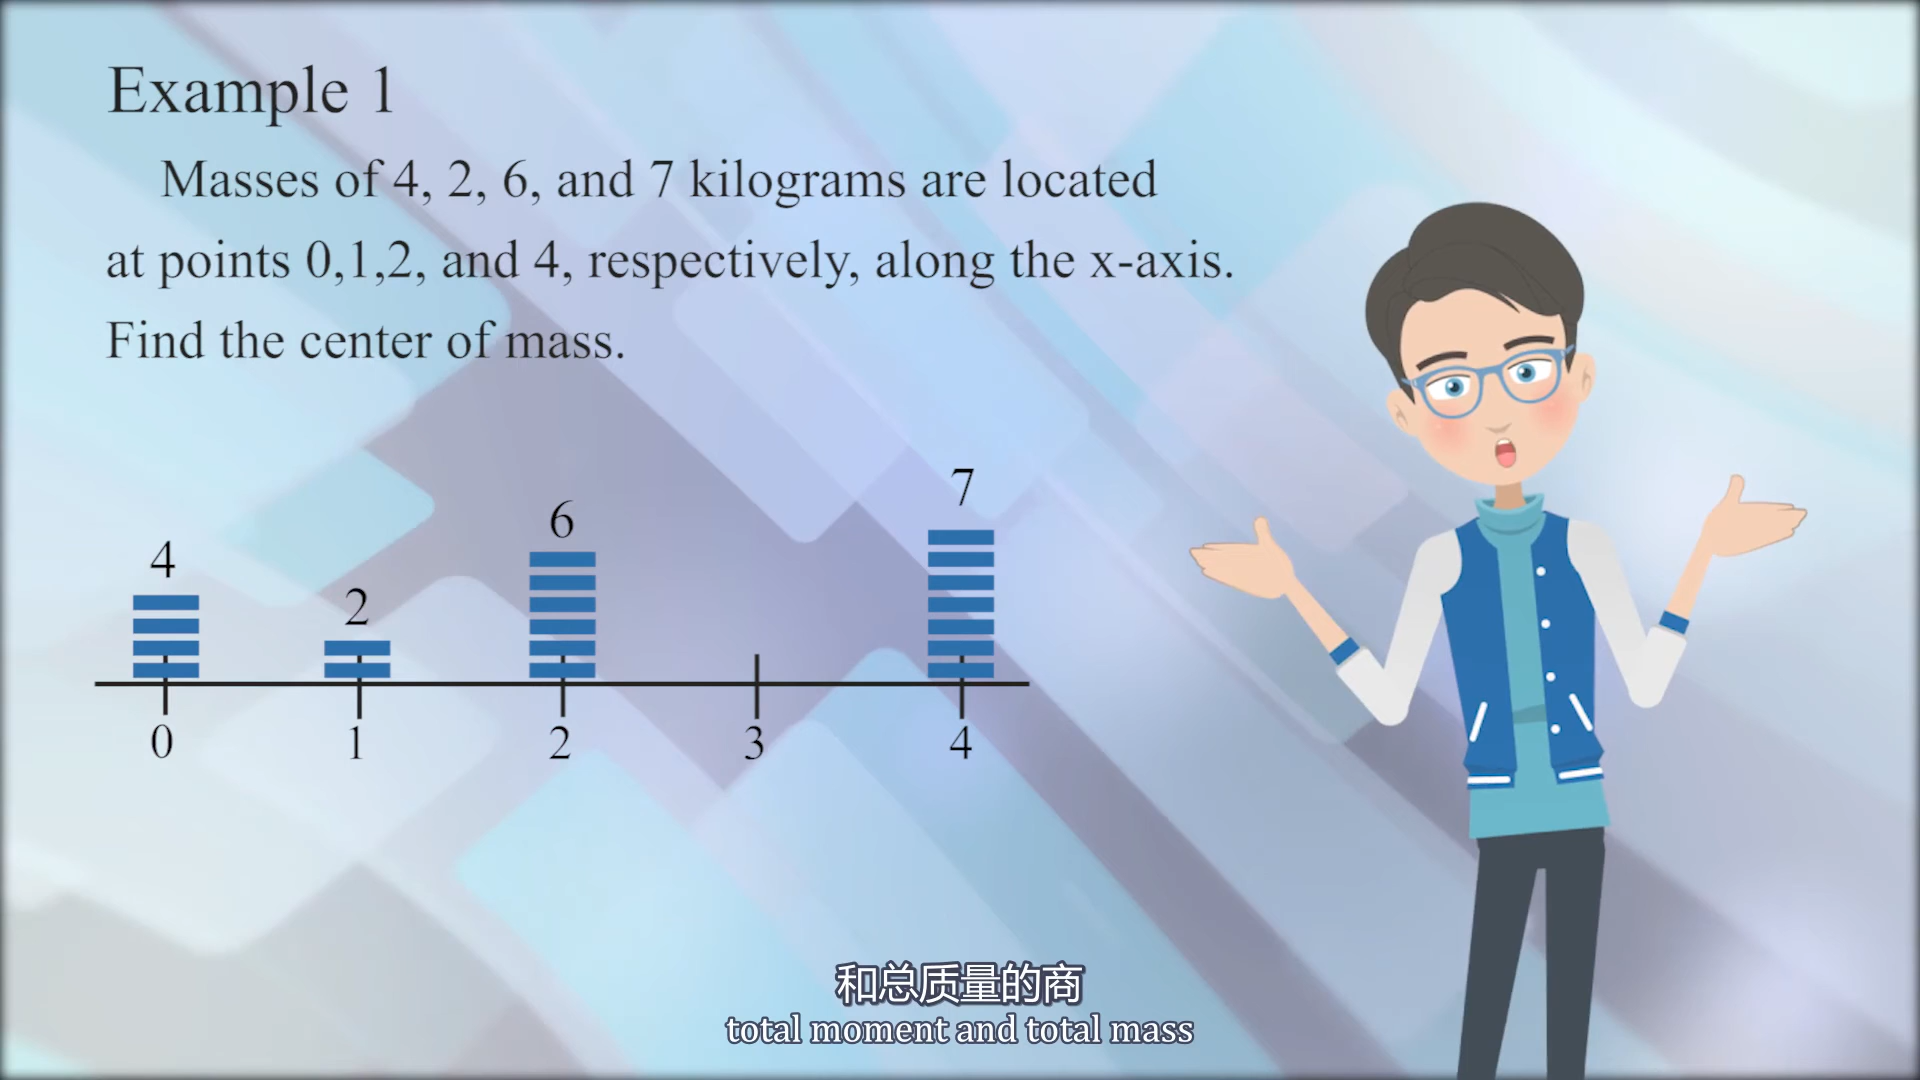 Example 1
Masses of 4, 2, 6, and 7 kilograms are located
at points 0,1,2, and 4, respectively, along the x-axis.
Find the center of mass.
4
2
6
7
0
1
2
3
4
和总质量的商
total moment and total mass